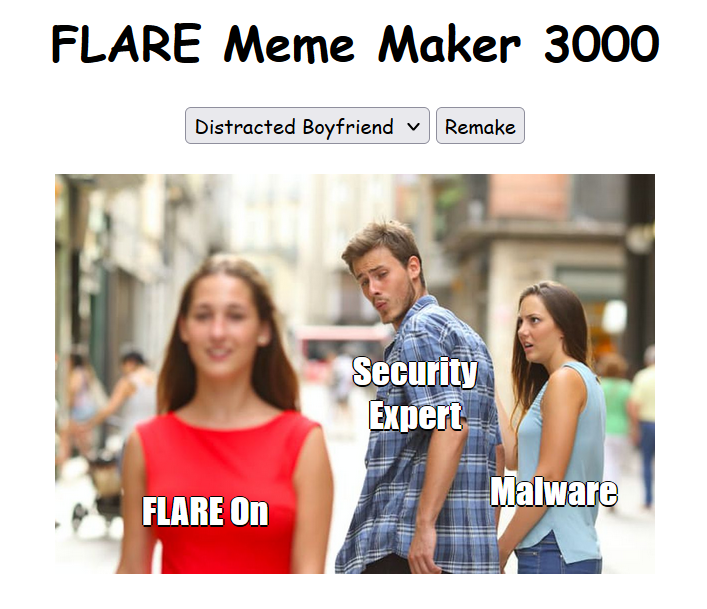 FLARE Meme Maker 3000
Distracted Boyfriend Remake
Security
Expert
Malware
FLARE On